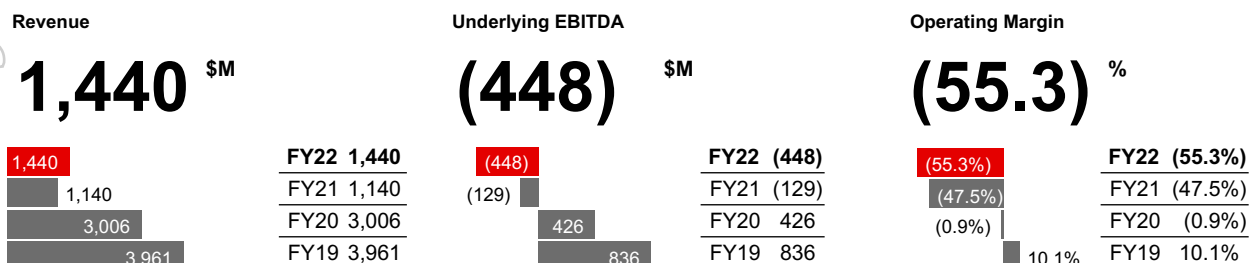 Revenue
1,440 $M
1,440
1,140
3,006
3,961
FY22 1,440
FY21 1,140
FY20 3,006
FY19 3,961
Underlying EBITDA
(448) $M
(448)
(129)
426
836
FY22 (448)
FY21 (129)
FY20 426
FY19 836
Operating Margin
(55.3) %
(55.3%)
(47.5%)
(0.9%)
10.1%
FY22 (55.3%)
FY21 (47.5%)
FY20 (0.9%)
FY19 10.1%